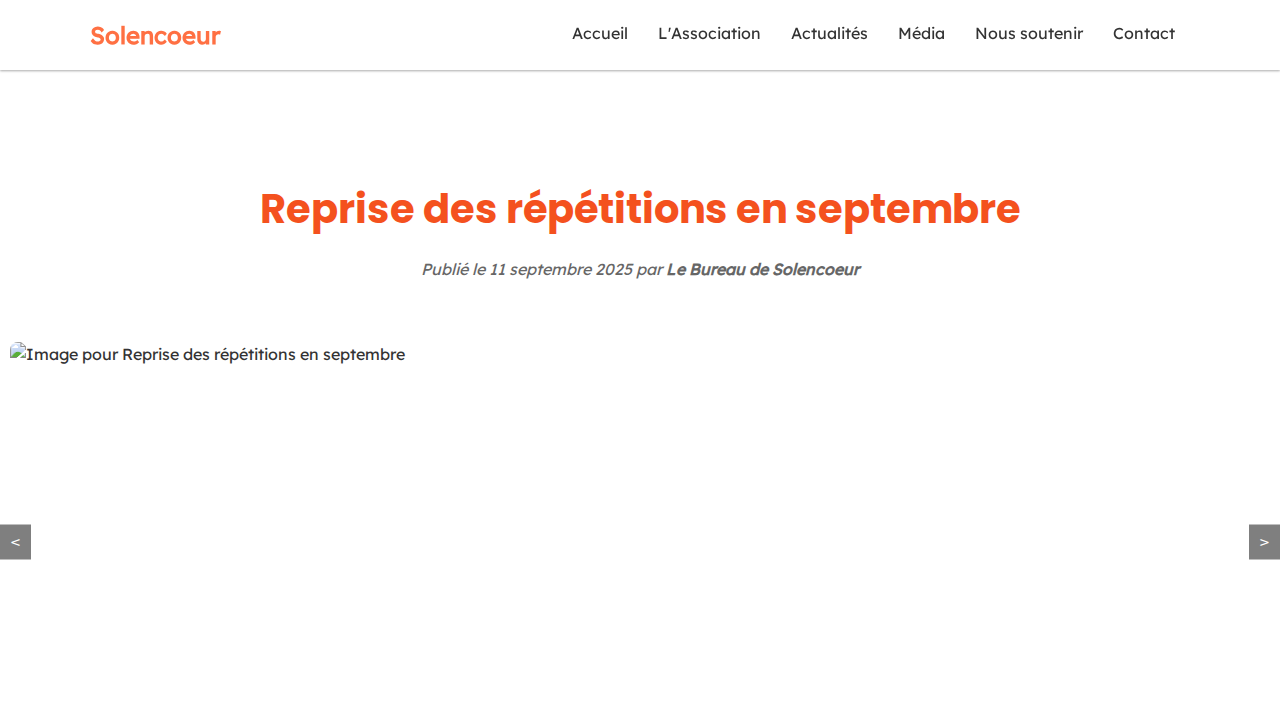 Solencoeur
Accueil L'Association Actualités Média Nous soutenir Contact
Reprise des répétitions en septembre
Publié le 11 septembre 2025 par Le Bureau de Solencoeur
Image pour Reprise des répétitions en septembre
< >